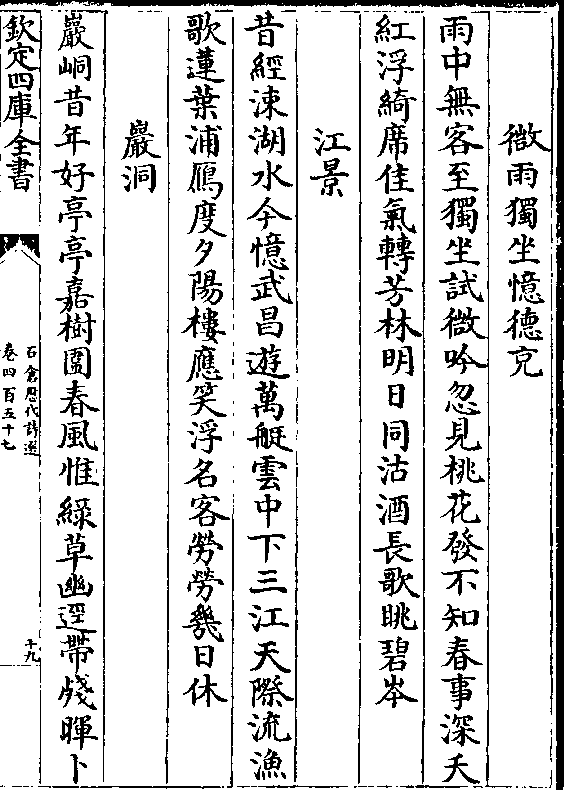 微雨獨坐憶德充
雨中無客至獨坐試微吟忽見桃花發不知春事深夭
紅浮綺席佳氣轉芳林明日同沽酒長歌眺碧岑
江景
昔經涑湖水今憶武昌遊萬艇雲中下三江天際流漁
歌蓮葉浦鴈度夕陽樓應笑浮名客勞勞幾日休
巖洞
巖峒昔年好亭亭嘉樹圍春風惟綠草幽逕帶殘暉卜
欽定四庫全書
石倉歷代詩選
卷四百五十七
十九